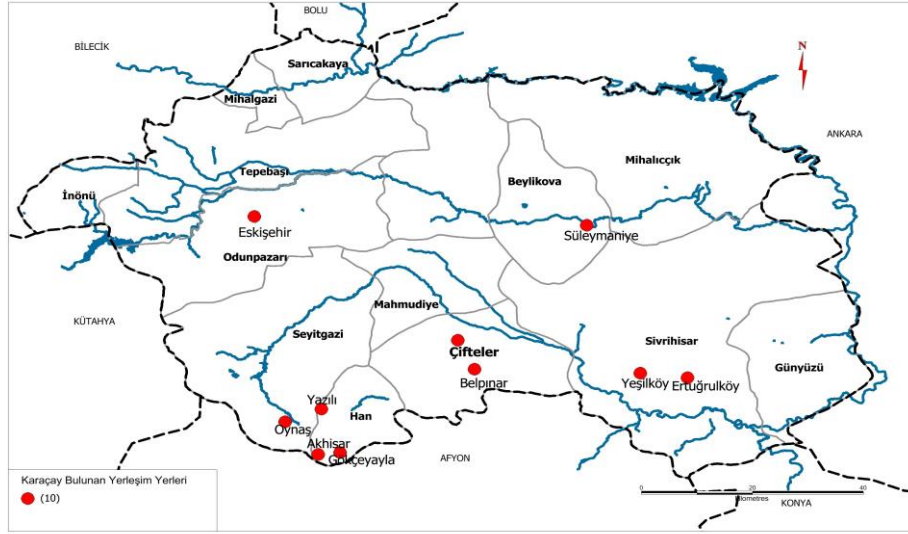 BOLU
BİLECİK
Sarıcakaya
N
Mihalgazi
ANKARA
Mihalıççık
Tepebaşı
Beylikova
İnönü
Eskişehir
Süleymaniye
Odunpazarı
Mahmudiye
KÜTAHYA
Seyitgazi
Sivrihisar
Çifteler
Günyüzü
Belpınar
Yeşilköy
Ertuğrulköy
Yazılı
Han
Oynaş
Akhisar
Gökçeyayla
AFYON
Karaçay Bulunan Yerleşim Yerleri
(10)
0 20 40
Kilometres
KONYA